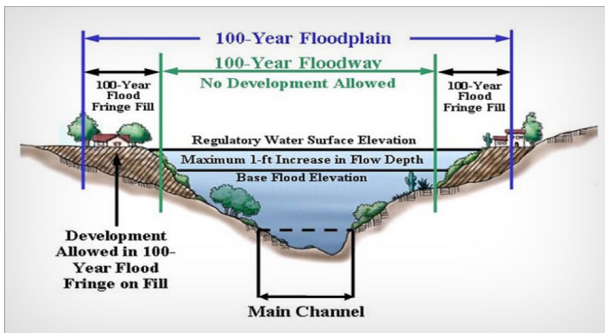 100-Year Floodplain
100-Year Floodway
No Development Allowed
100-Year
Flood
Fringe Fill
100-Year
Flood
Fringe Fill
Regulatory Water Surface Elevation
Maximum 1-ft Increase in Flow Depth
Base Flood Elevation
Development
Allowed in 100-
Year Flood
Fringe on Fill
Main Channel